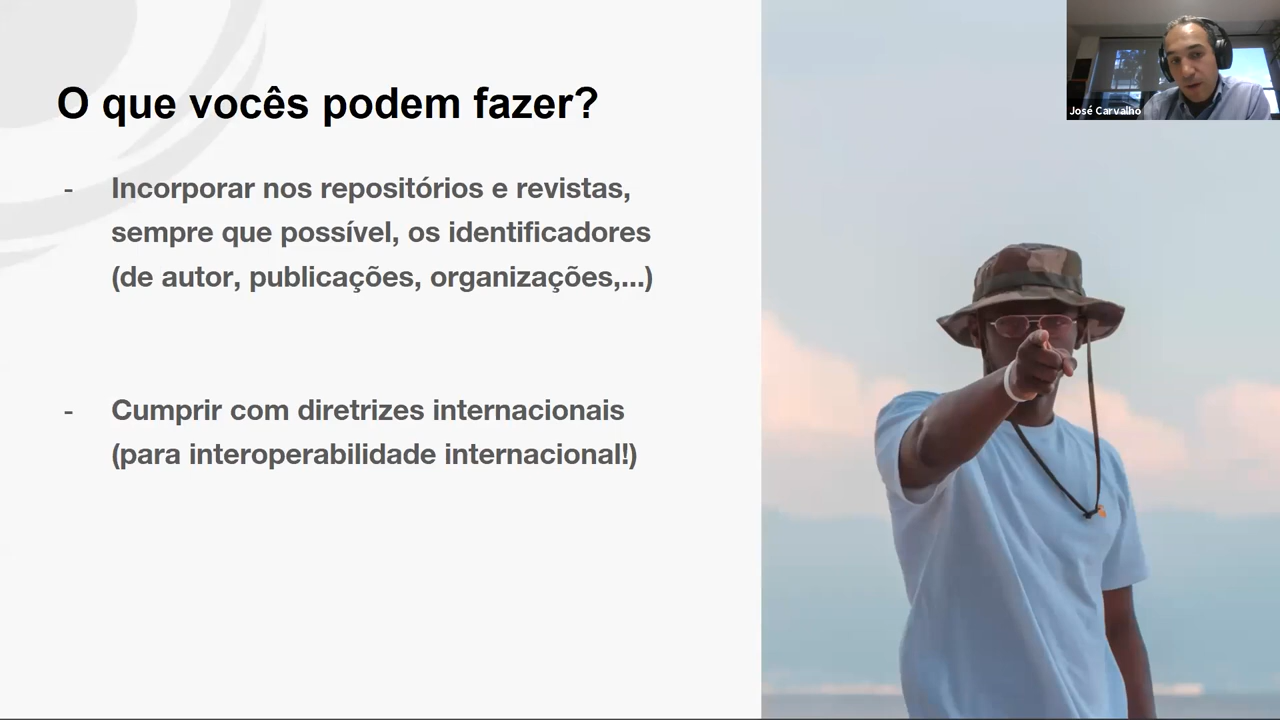 O que vocês podem fazer?
- Incorporar nos repositórios e revistas,
sempre que possível, os identificadores
(de autor, publicações, organizações,...)
- Cumprir com diretrizes internacionais
(para interoperabilidade internacional!)
José Carvalho